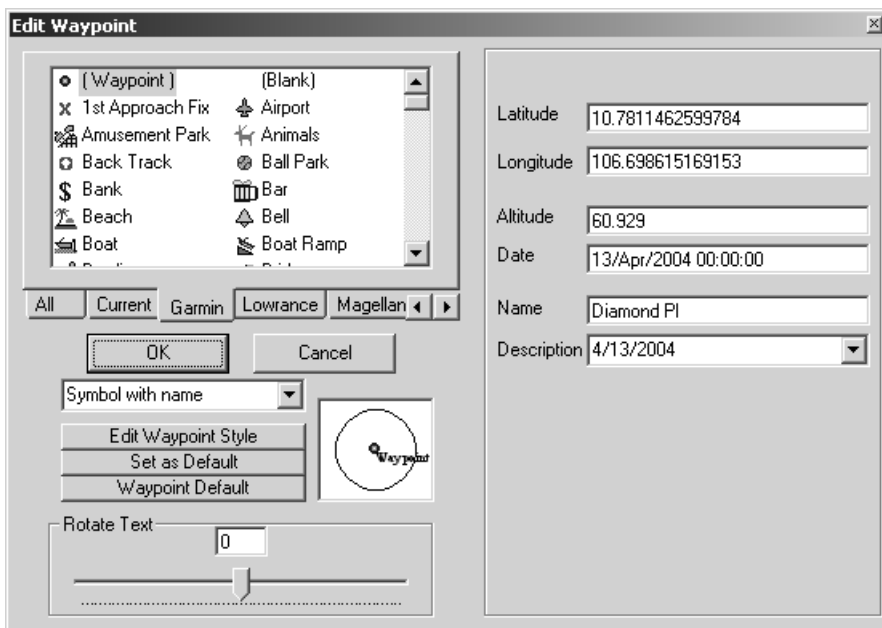 Edit Waypoint
( Waypoint ) (Blank)
1st Approach Fix Airport
Amusement Park Animals
Back Track Ball Park
Bank Bar
Beach Bell
Boat Boat Ramp
All Current Garmin Lowrance Magellan
OK Cancel
Symbol with name
Edit Waypoint Style
Set as Default
Waypoint Default
Waypoint
Rotate Text
0
Latitude 10.7811462599784
Longitude 106.698615169153
Altitude 60.929
Date 13/Apr/2004 00:00:00
Name Diamond Pl
Description 4/13/2004